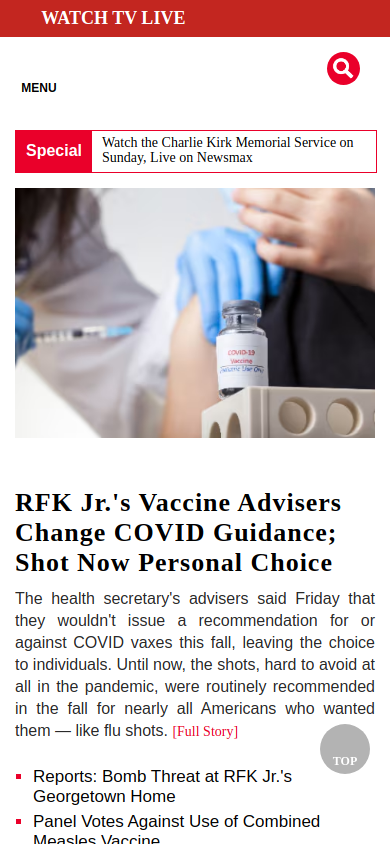 WATCH TV LIVE
MENU
Special
Watch the Charlie Kirk Memorial Service on
Sunday, Live on Newsmax
COVID-19
Vaccine
RFK Jr.'s Vaccine Advisers
Change COVID Guidance;
Shot Now Personal Choice
The health secretary's advisers said Friday that
they wouldn't issue a recommendation for or
against COVID vaxes this fall, leaving the choice
to individuals. Until now, the shots, hard to avoid at
all in the pandemic, were routinely recommended
in the fall for nearly all Americans who wanted
them — like flu shots. [Full Story]
TOP
Reports: Bomb Threat at RFK Jr.'s
Georgetown Home
Panel Votes Against Use of Combined
Measles Vaccine